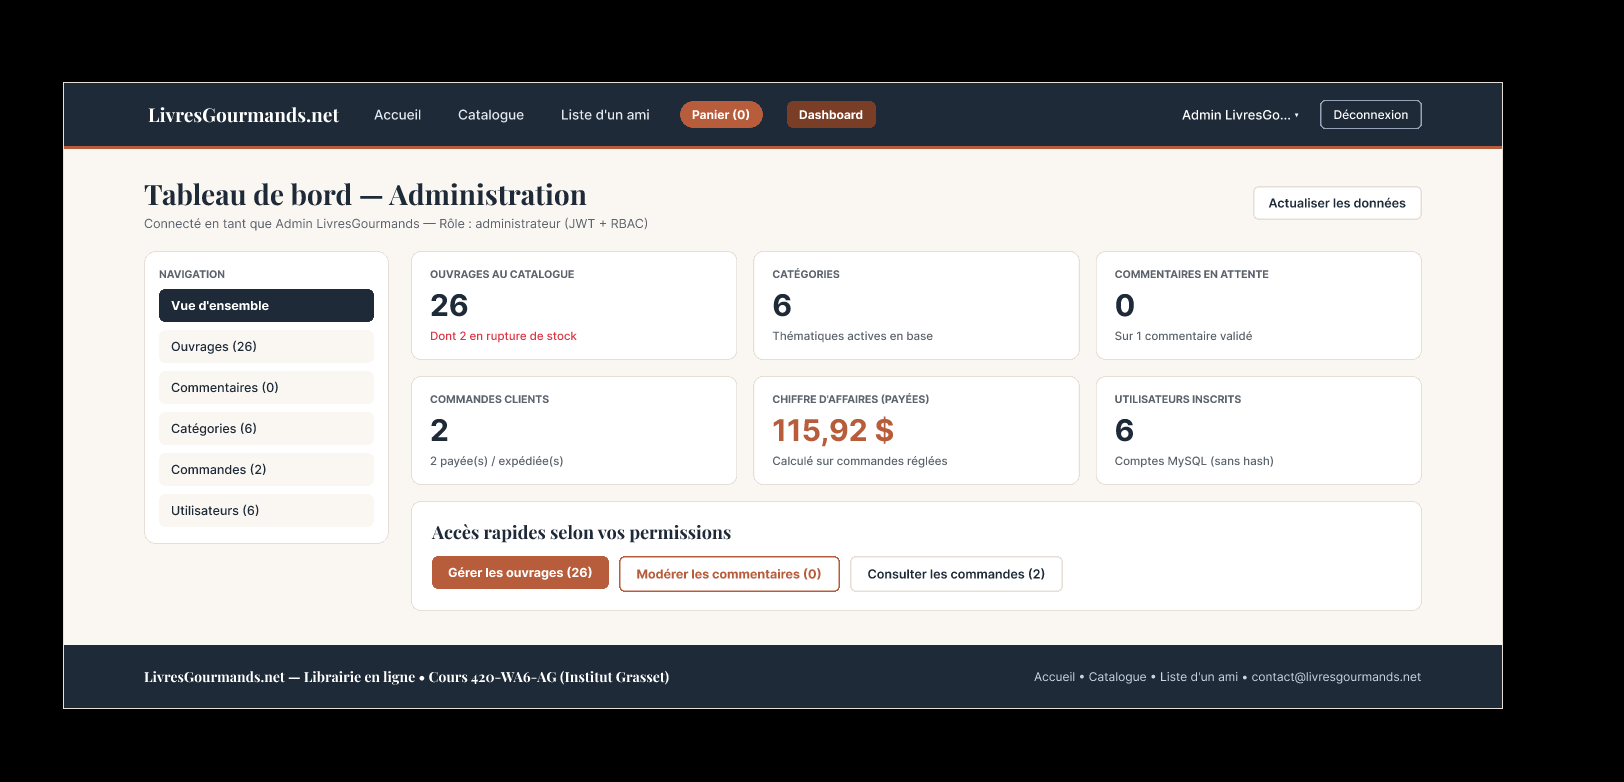 LivresGourmands.net Accueil Catalogue Liste d'un ami Panier (0) Dashboard Admin LivresGo... ▾ Déconnexion
Tableau de bord — Administration
Connecté en tant que Admin LivresGourmands — Rôle : administrateur (JWT + RBAC)
Actualiser les données
NAVIGATION
Vue d'ensemble
Ouvrages (26)
Commentaires (0)
Catégories (6)
Commandes (2)
Utilisateurs (6)
OUVRAGES AU CATALOGUE
26
Dont 2 en rupture de stock
CATÉGORIES
6
Thématiques actives en base
COMMENTAIRES EN ATTENTE
0
Sur 1 commentaire validé
COMMANDES CLIENTS
2
2 payée(s) / expédiée(s)
CHIFFRE D'AFFAIRES (PAYÉES)
115,92 $
Calculé sur commandes réglées
UTILISATEURS INSCRITS
6
Comptes MySQL (sans hash)
Accès rapides selon vos permissions
Gérer les ouvrages (26) Modérer les commentaires (0) Consulter les commandes (2)
LivresGourmands.net — Librairie en ligne • Cours 420-WA6-AG (Institut Grasset)
Accueil • Catalogue • Liste d'un ami • contact@livresgourmands.net